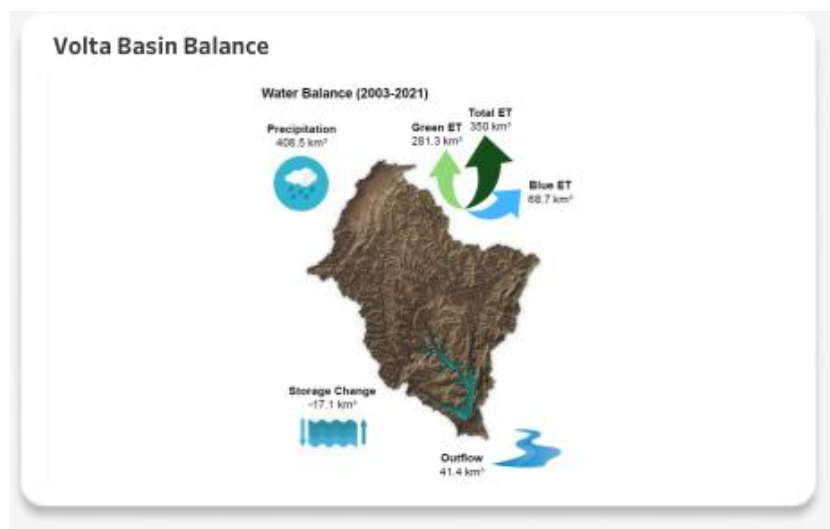 Volta Basin Balance
Water Balance (2003-2021)
Precipitation
408.5 km³
Green ET
281.3 km³
Total ET
350 km³
Blue ET
68.7 km³
Storage Change
-17.1 km³
Outflow
41.4 km³